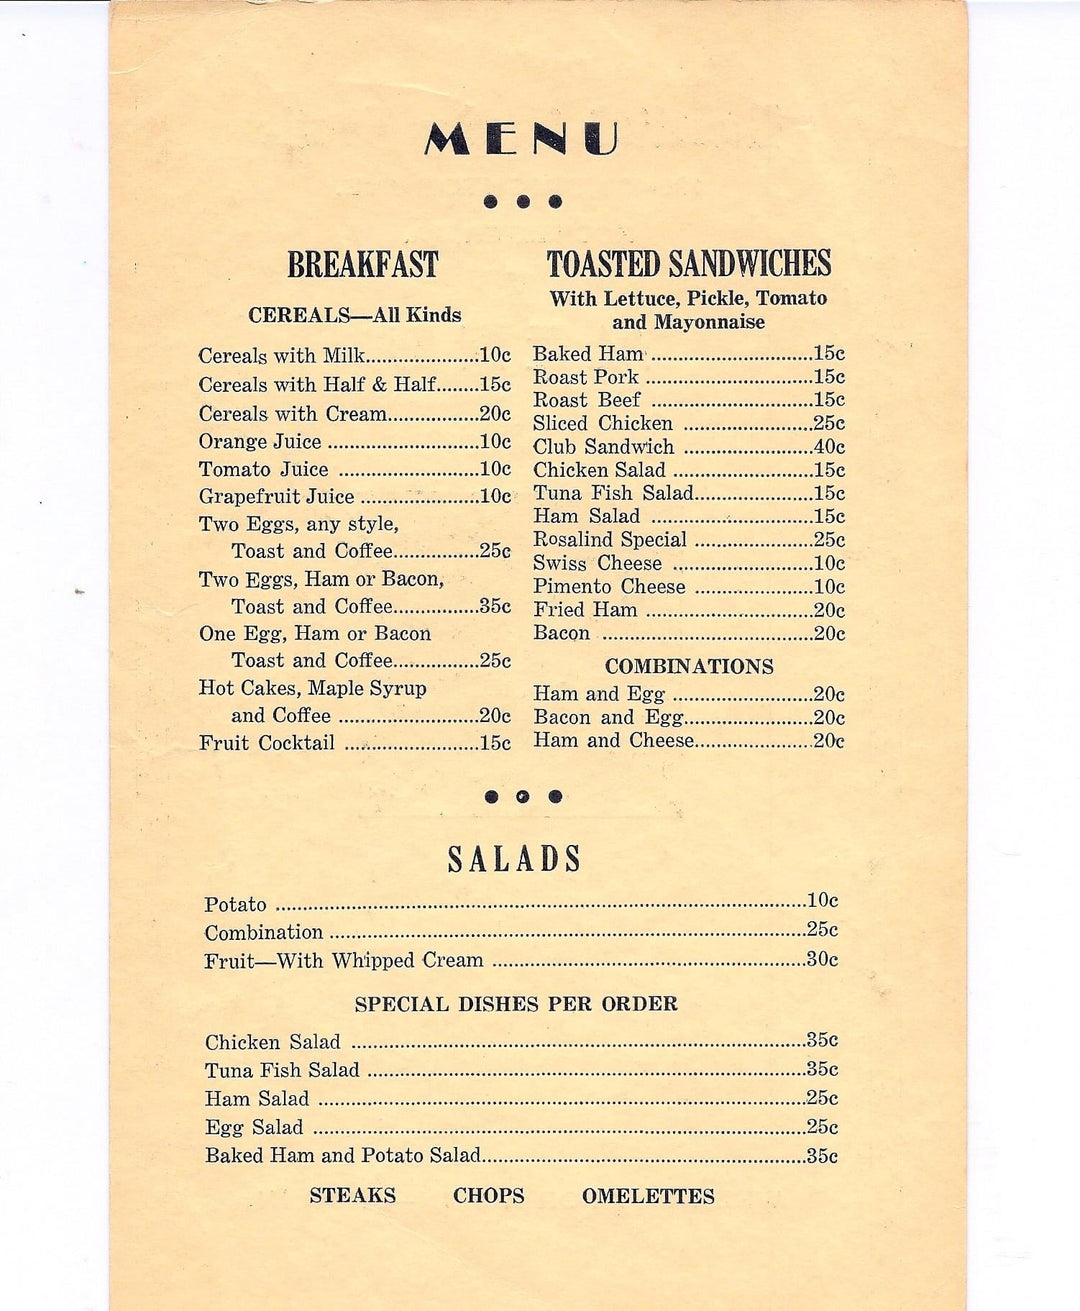 MENU
BREAKFAST
CEREALS—All Kinds
Cereals with Milk....................10c
Cereals with Half & Half........15c
Cereals with Cream................20c
Orange Juice ..........................10c
Tomato Juice ........................10c
Grapefruit Juice .....................10c
Two Eggs, any style,
Toast and Coffee...............25c
Two Eggs, Ham or Bacon,
Toast and Coffee...............35c
One Egg, Ham or Bacon
Toast and Coffee...............25c
Hot Cakes, Maple Syrup
and Coffee .........................20c
Fruit Cocktail ........................15c
TOASTED SANDWICHES
With Lettuce, Pickle, Tomato
and Mayonnaise
Baked Ham ............................15c
Roast Pork .............................15c
Roast Beef ............................15c
Sliced Chicken .......................25c
Club Sandwich .......................40c
Chicken Salad ........................15c
Tuna Fish Salad.....................15c
Ham Salad ............................15c
Rosalind Special .....................25c
Swiss Cheese .........................10c
Pimento Cheese .....................10c
Fried Ham .............................20c
Bacon .....................................20c
COMBINATIONS
Ham and Egg ........................20c
Bacon and Egg.......................20c
Ham and Cheese.....................20c
SALADS
Potato ..........................................................................10c
Combination ..................................................................25c
Fruit—With Whipped Cream ......................................30c
SPECIAL DISHES PER ORDER
Chicken Salad ..............................................................35c
Tuna Fish Salad ...........................................................35c
Ham Salad ...................................................................25c
Egg Salad ....................................................................25c
Baked Ham and Potato Salad........................................35c
STEAKS CHOPS OMELETTES